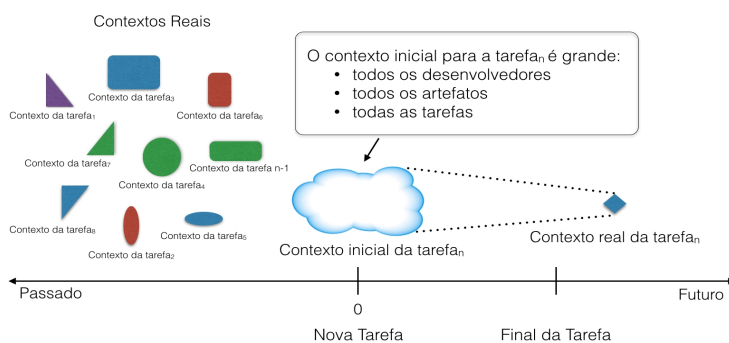 Contextos Reais
O contexto inicial para a tarefaₙ é grande:
• todos os desenvolvedores
• todos os artefatos
• todas as tarefas
Contexto da tarefa₁
Contexto da tarefa₃
Contexto da tarefa₆
Contexto da tarefa₇
Contexto da tarefa₄
Contexto da tarefa n-1
Contexto da tarefa₈
Contexto da tarefa₂
Contexto da tarefa₅
Contexto inicial da tarefaₙ
Contexto real da tarefaₙ
Passado
0
Futuro
Nova Tarefa
Final da Tarefa